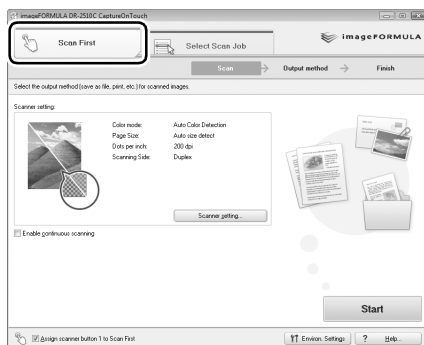 imageFORMULA DR-2510C CaptureOnTouch
Scan First
Select Scan Job
imageFORMULA
Scan
Output method
Finish
Select the output method (save as file, print, etc.) for scanned images.
Scanner setting:
Color mode: Auto Color Detection
Page Size: Auto size detect
Dots per inch: 200 dpi
Scanning Side: Duplex
Scanner setting...
Enable continuous scanning
Start
Assign scanner button 1 to Scan First
Environ. Settings
? Help...